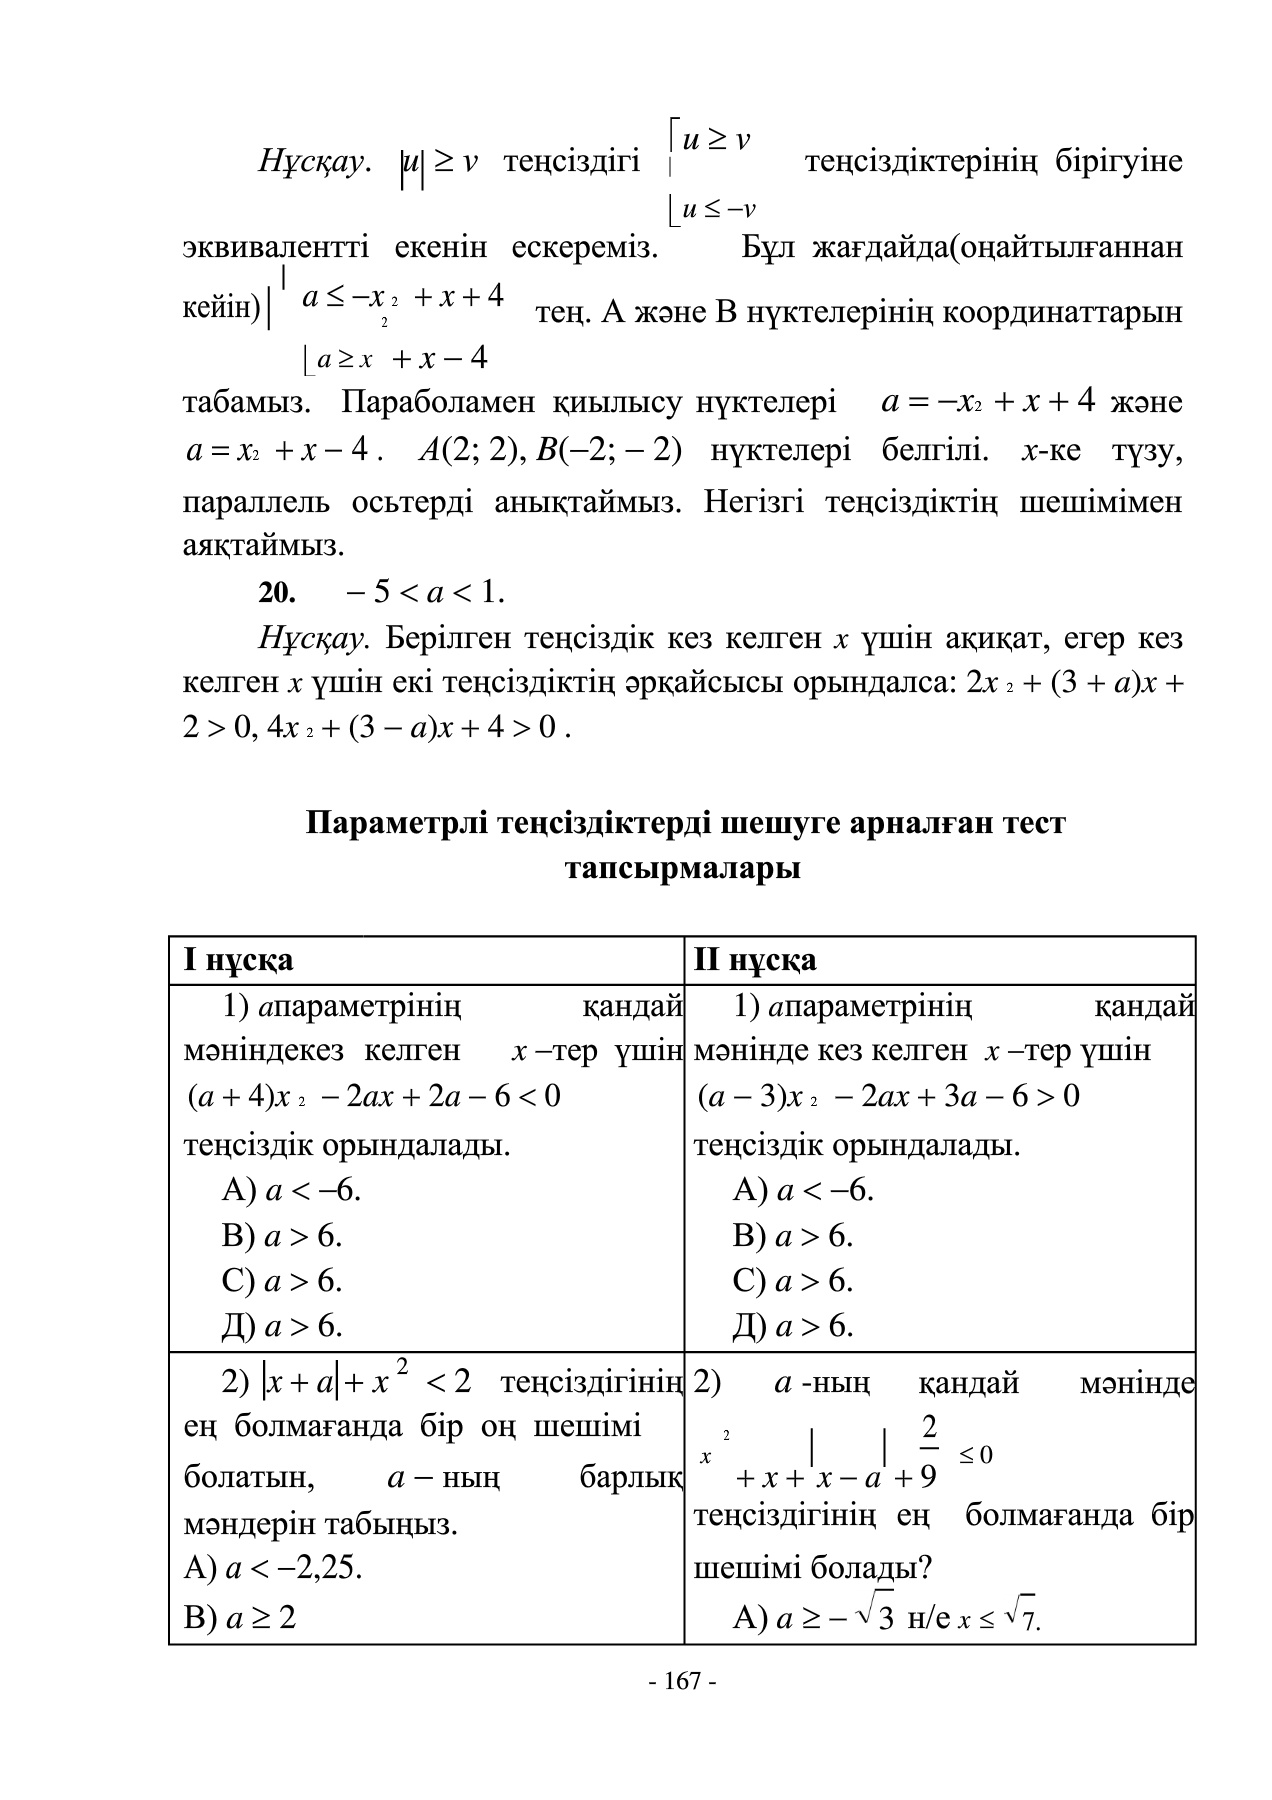 Нұсқау. |u| ≥ v теңсіздігі [ u ≥ v теңсіздіктерінің бірігуіне
u ≤ −v
эквивалентті екенін ескереміз. Бұл жағдайда(оңайтылғаннан
кейін) a ≤ −x² + x + 4 тең. А және В нүктелерінің координаттарын
a ≥ x² + x − 4
табамыз. Параболамен қиылысу нүктелері a = −x2 + x + 4 және
a = x2 + x − 4 . A(2; 2), B(−2; − 2) нүктелері белгілі. x-ке түзу,
параллель осьтерді анықтаймыз. Негізгі теңсіздіктің шешімімен
аяқтаймыз.
20. − 5 < a < 1.
Нұсқау. Берілген теңсіздік кез келген x үшін ақиқат, егер кез
келген x үшін екі теңсіздіктің әрқайсысы орындалса: 2x 2 + (3 + a)x +
2 > 0, 4x 2 + (3 − a)x + 4 > 0 .
Параметрлі теңсіздіктерді шешуге арналған тест
тапсырмалары
I нұсқа
1) aпараметрінің қандай
мәніндекез келген x –тер үшін
(a + 4)x 2 − 2ax + 2a − 6 < 0
теңсіздік орындалады.
А) a < −6.
В) a > 6.
С) a > 6.
Д) a > 6.
2) |x + a| + x² < 2 теңсіздігінің
ең болмағанда бір оң шешімі
болатын, a – ның барлық
мәндерін табыңыз.
А) a < −2,25.
В) a ≥ 2
II нұсқа
1) aпараметрінің қандай
мәнінде кез келген x –тер үшін
(a − 3)x 2 − 2ax + 3a − 6 > 0
теңсіздік орындалады.
А) a < −6.
В) a > 6.
С) a > 6.
Д) a > 6.
2) a -ның қандай мәнінде
x² + x + |x − a| + 2/9 ≤ 0
теңсіздігінің ең болмағанда бір
шешімі болады?
А) a ≥ − √3 н/е x ≤ √7.
- 167 -